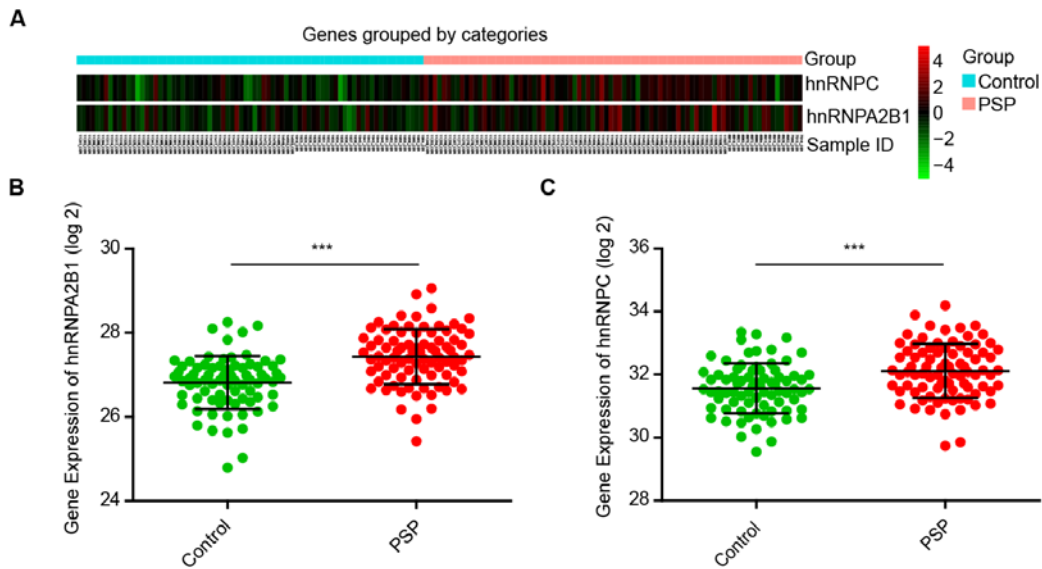 A
Genes grouped by categories
Group
hnRNPC
hnRNPA2B1
Sample ID
4
2
0
−2
−4
Group
Control
PSP
B
Gene Expression of hnRNPA2B1 (log 2)
30
28
26
24
***
Control
PSP
C
Gene Expression of hnRNPC (log 2)
36
34
32
30
28
***
Control
PSP